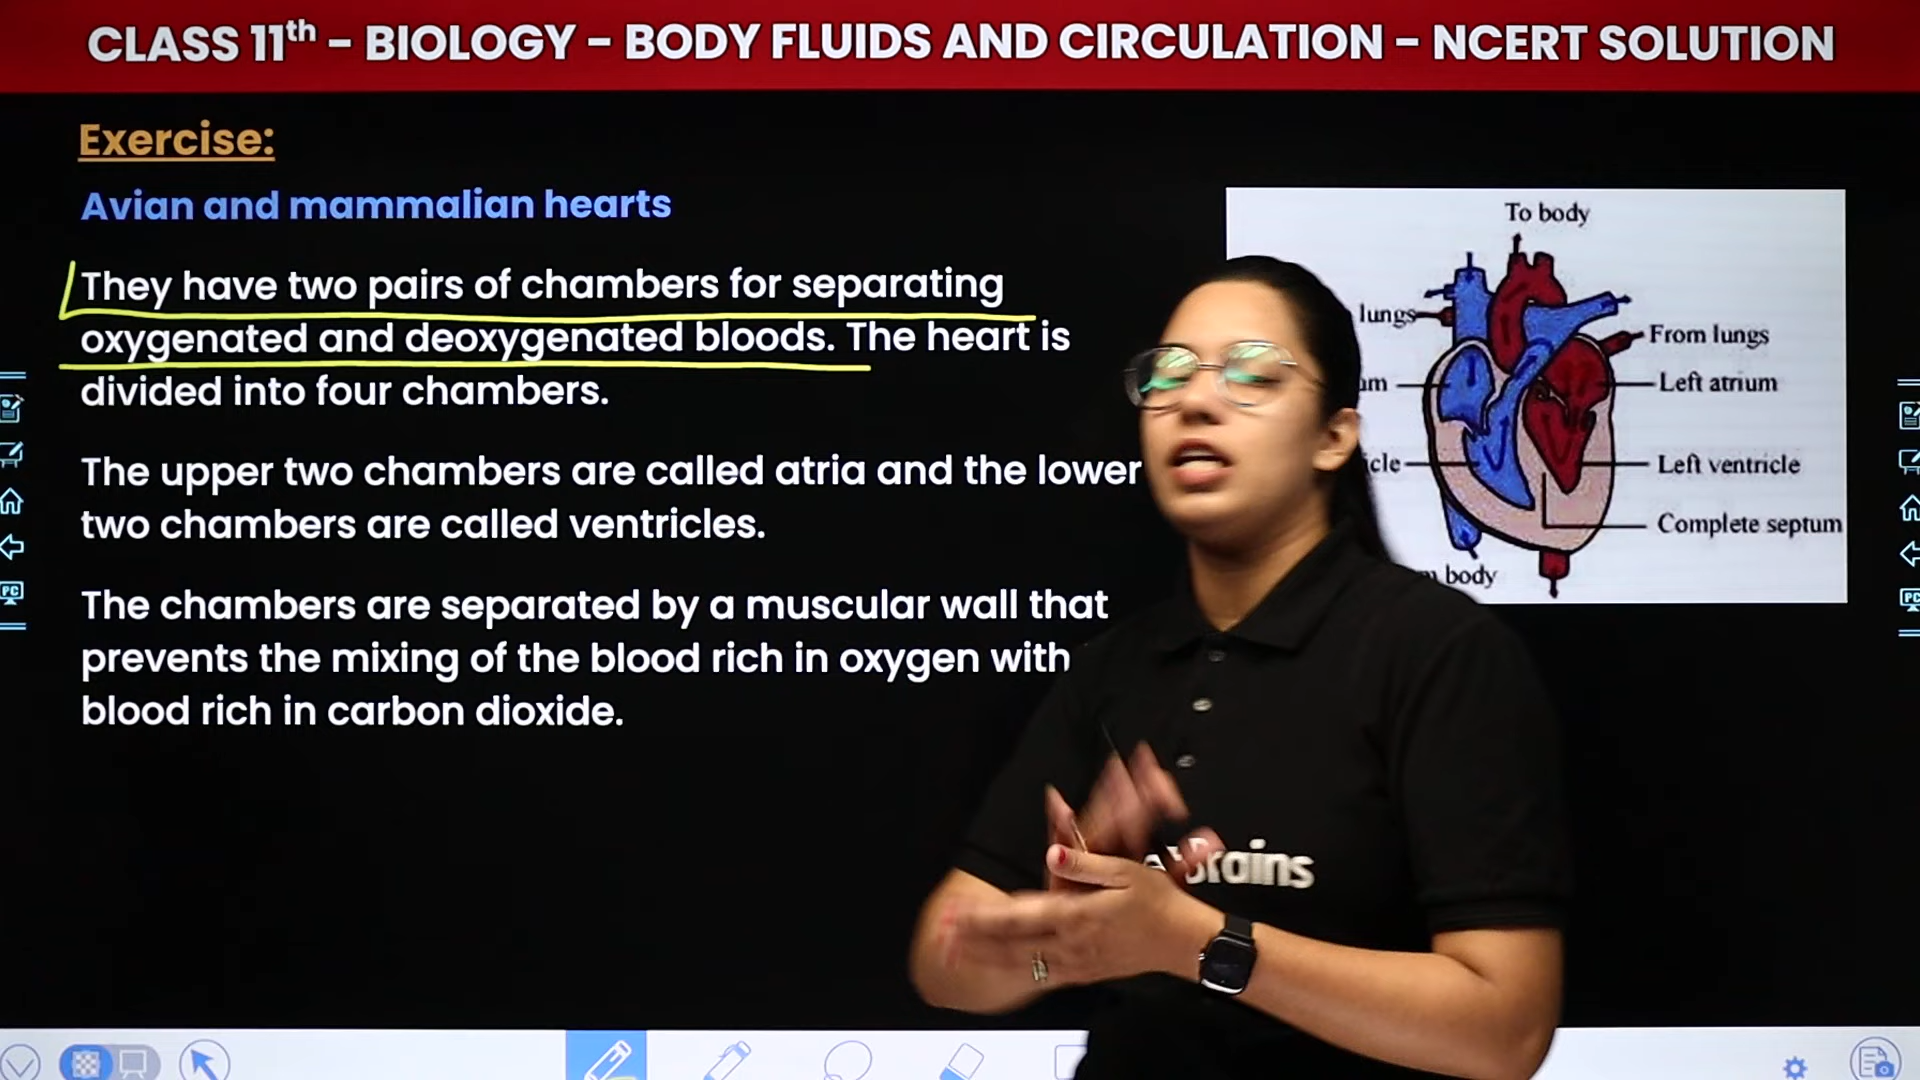 CLASS 11th - BIOLOGY - BODY FLUIDS AND CIRCULATION - NCERT SOLUTION
Exercise:
Avian and mammalian hearts
They have two pairs of chambers for separating
oxygenated and deoxygenated bloods. The heart is
divided into four chambers.
The upper two chambers are called atria and the lower
two chambers are called ventricles.
The chambers are separated by a muscular wall that
prevents the mixing of the blood rich in oxygen with
blood rich in carbon dioxide.
To body
lungs
From lungs
Left atrium
Left ventricle
Complete septum
body
Brains
PC
PC